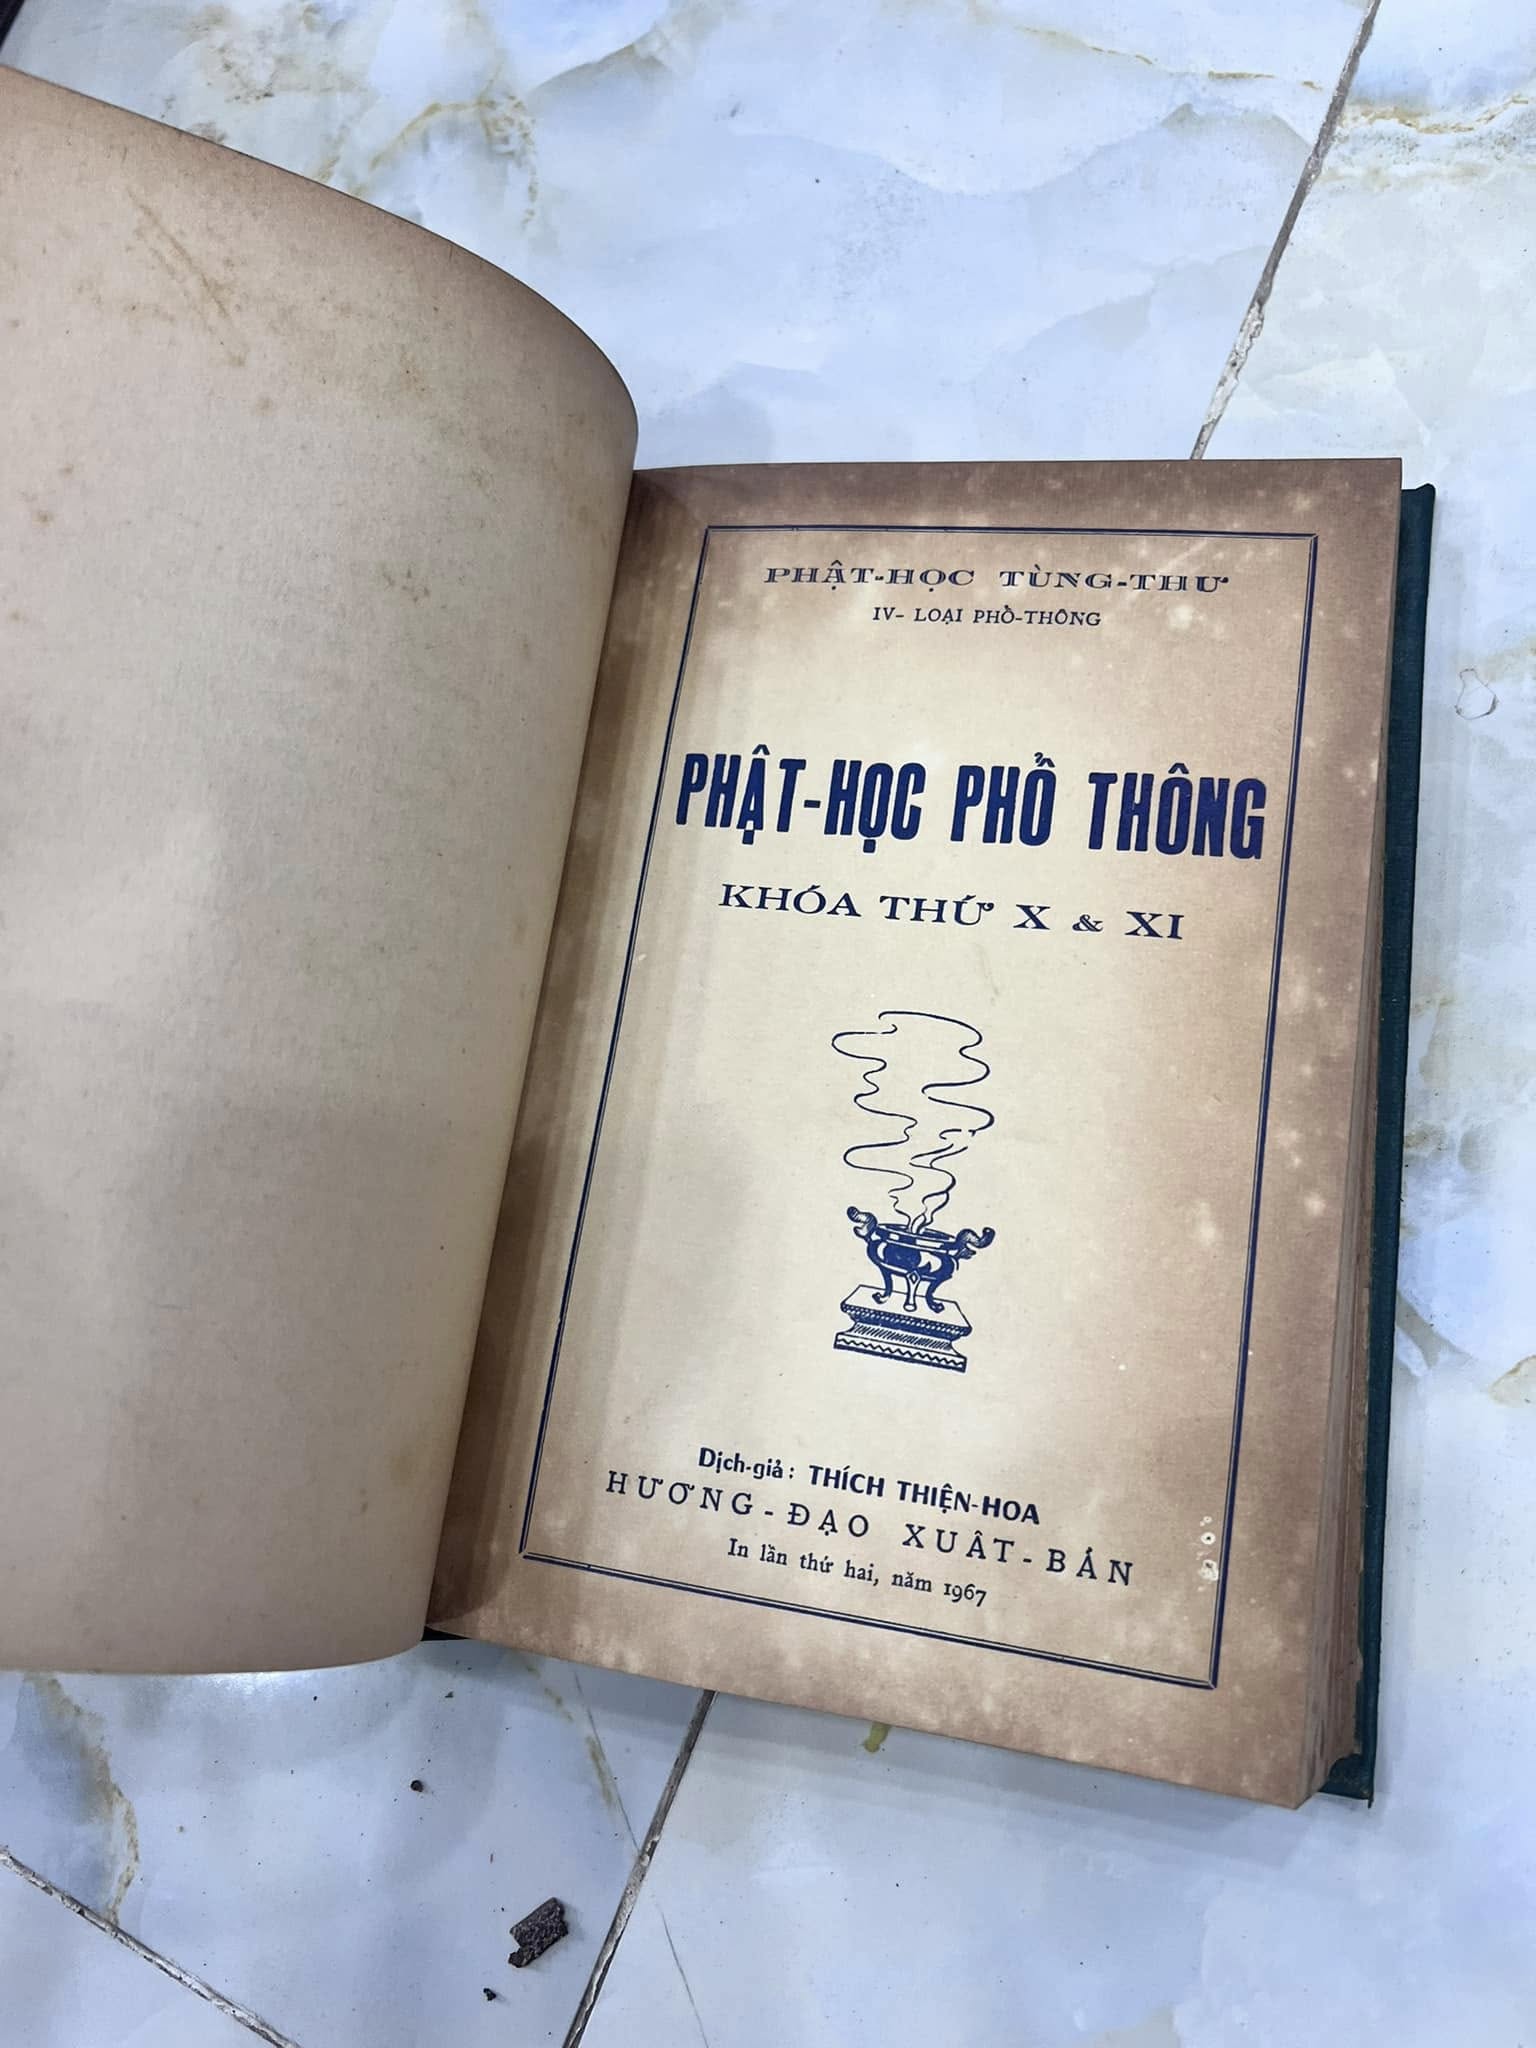 PHẬT-HỌC TÙNG-THƯ
IV- LOẠI PHỔ-THÔNG
PHẬT-HỌC PHỔ THÔNG
KHÓA THỨ X & XI
Dịch-giả : THÍCH THIỆN-HOA
HƯƠNG-ĐẠO XUẤT-BẢN
In lần thứ hai, năm 1967